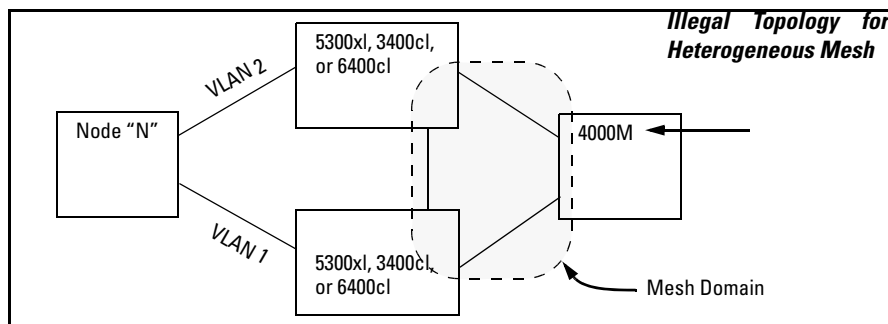 Illegal Topology for
Heterogeneous Mesh
5300xl, 3400cl,
or 6400cl
VLAN 2
Node “N”
4000M
VLAN 1
5300xl, 3400cl,
or 6400cl
Mesh Domain